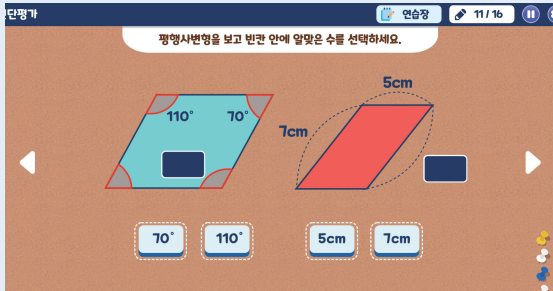 단평가
연습장
11/16
평행사변형을 보고 빈칸 안에 알맞은 수를 선택하세요.
5cm
110° 70°
7cm
70° 110° 5cm 7cm